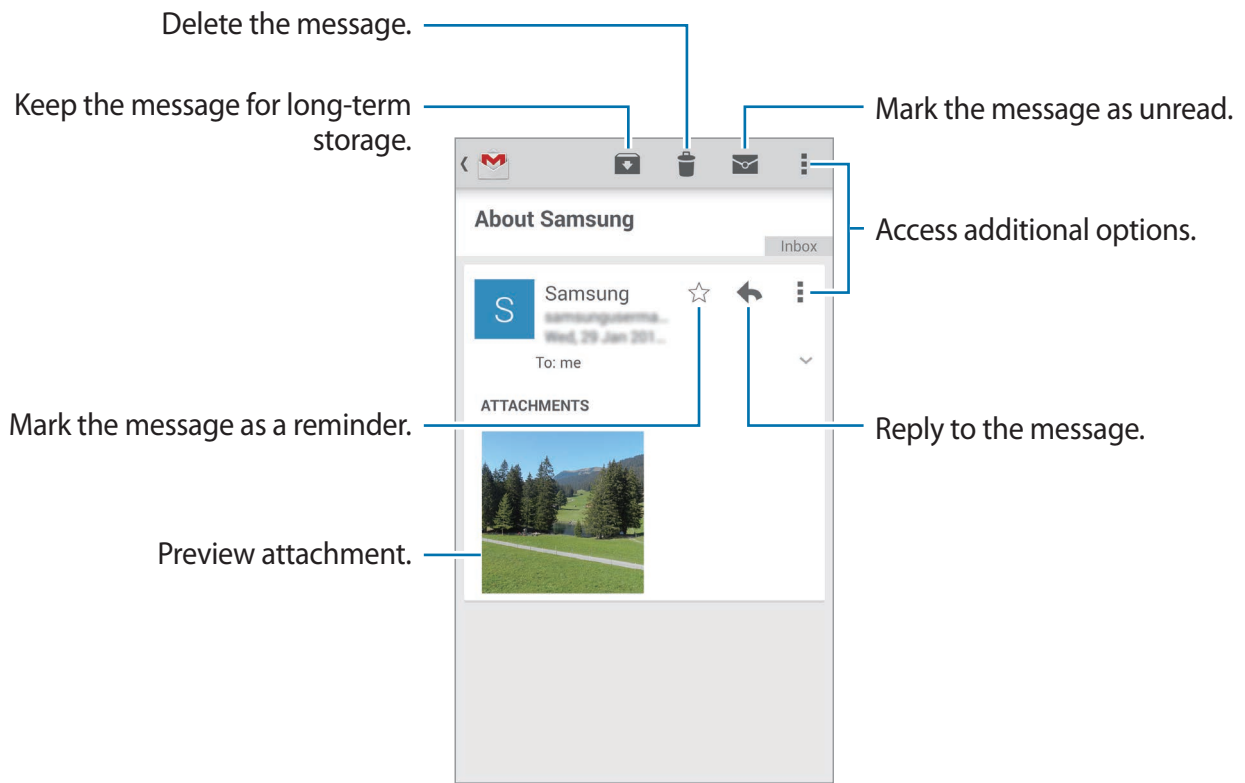 Delete the message.
Keep the message for long-term
storage.
Mark the message as unread.
About Samsung
Inbox
Access additional options.
S
Samsung
To: me
ATTACHMENTS
Mark the message as a reminder.
Reply to the message.
Preview attachment.